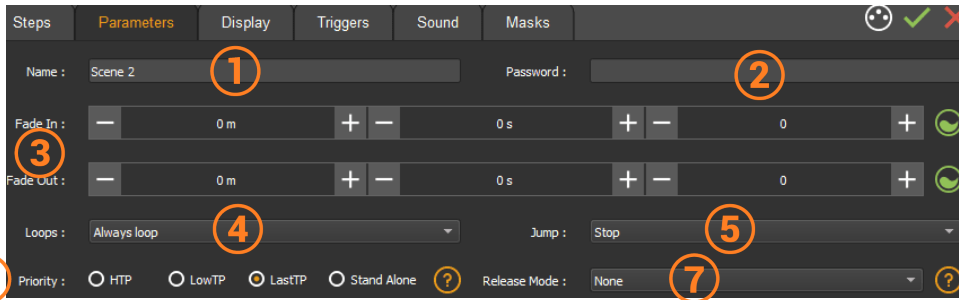 Steps Parameters Display Triggers Sound Masks
Name : Scene 2 1 Password : 2
Fade In : − 0 m + − 0 s + − 0 +
3
Fade Out : − 0 m + − 0 s + − 0 +
Loops : Always loop 4 Jump : Stop 5
Priority : HTP LowTP LastTP Stand Alone ? Release Mode : None 7 ?